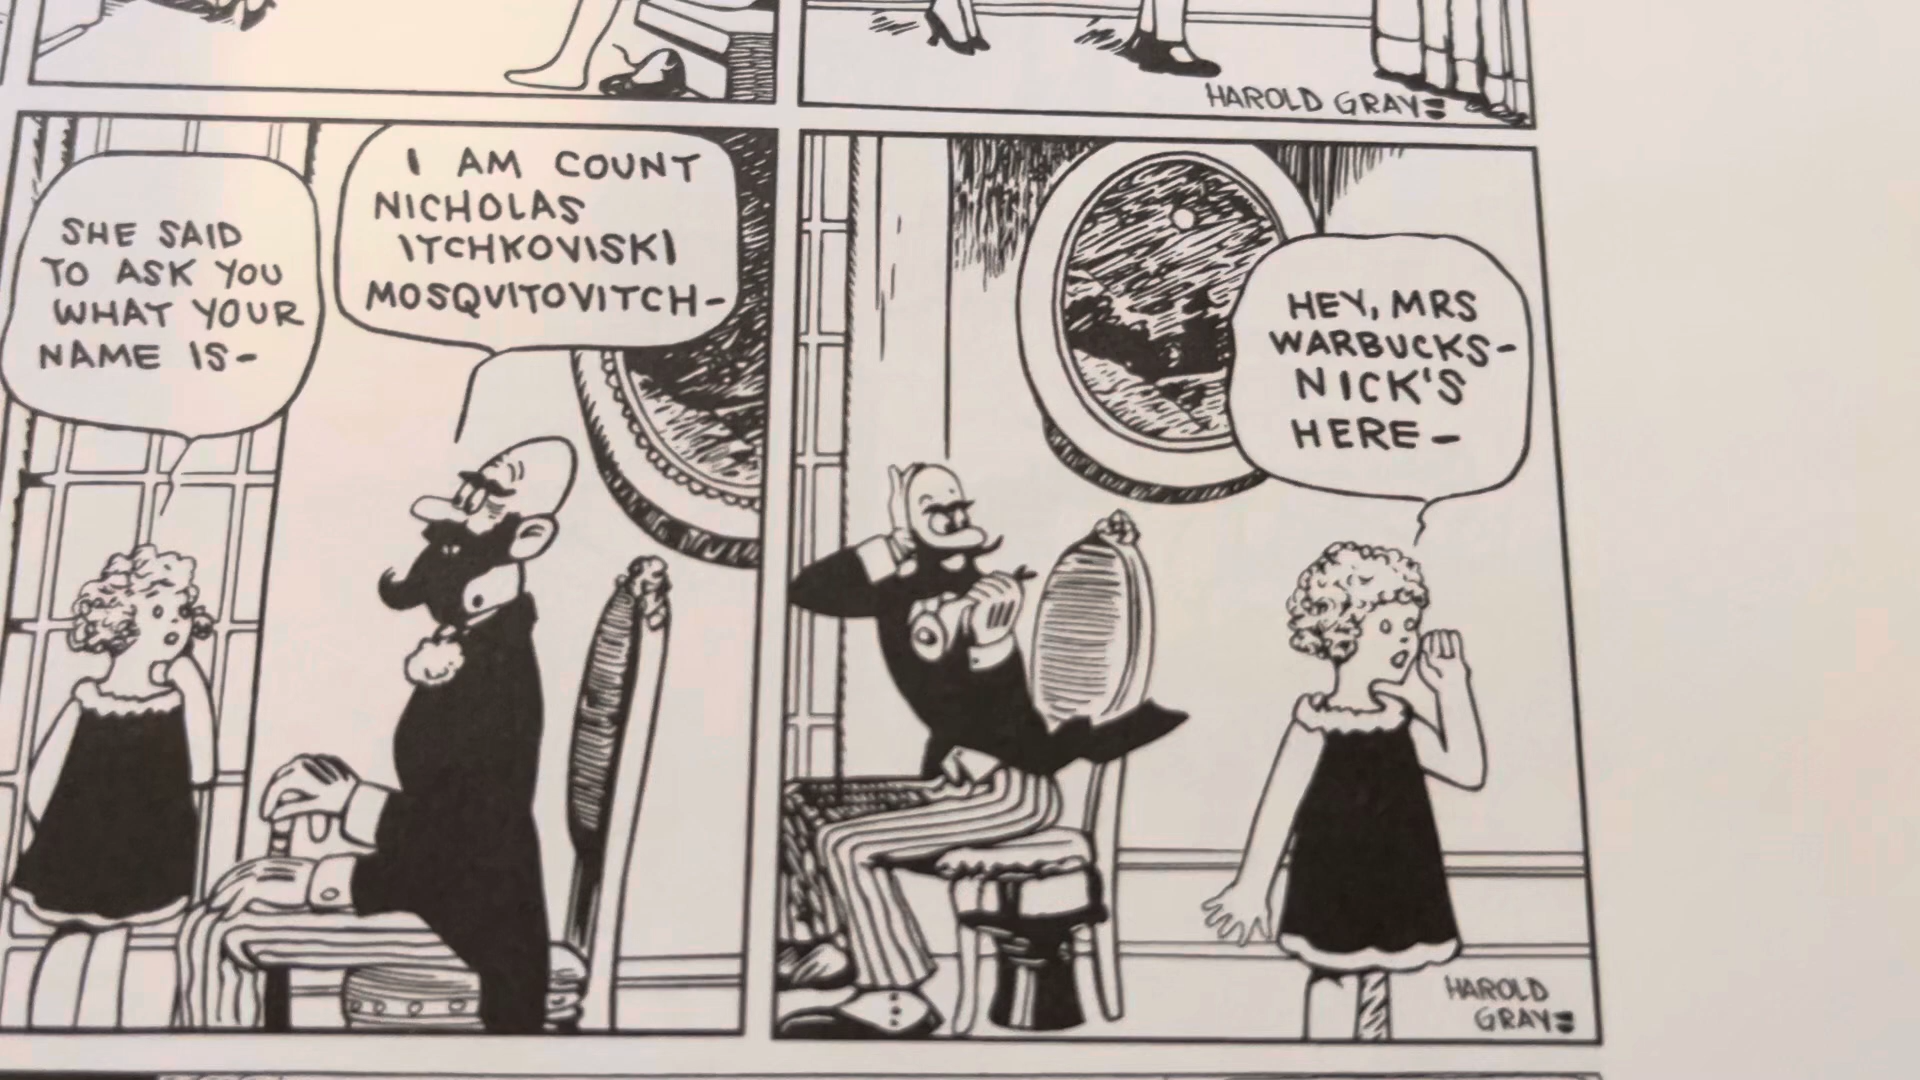 HAROLD GRAY
SHE SAID
TO ASK YOU
WHAT YOUR
NAME IS-
I AM COUNT
NICHOLAS
ITCHKOVISKI
MOSQVITOVITCH-
HEY, MRS
WARBUCKS-
NICK'S
HERE-
HAROLD
GRAY